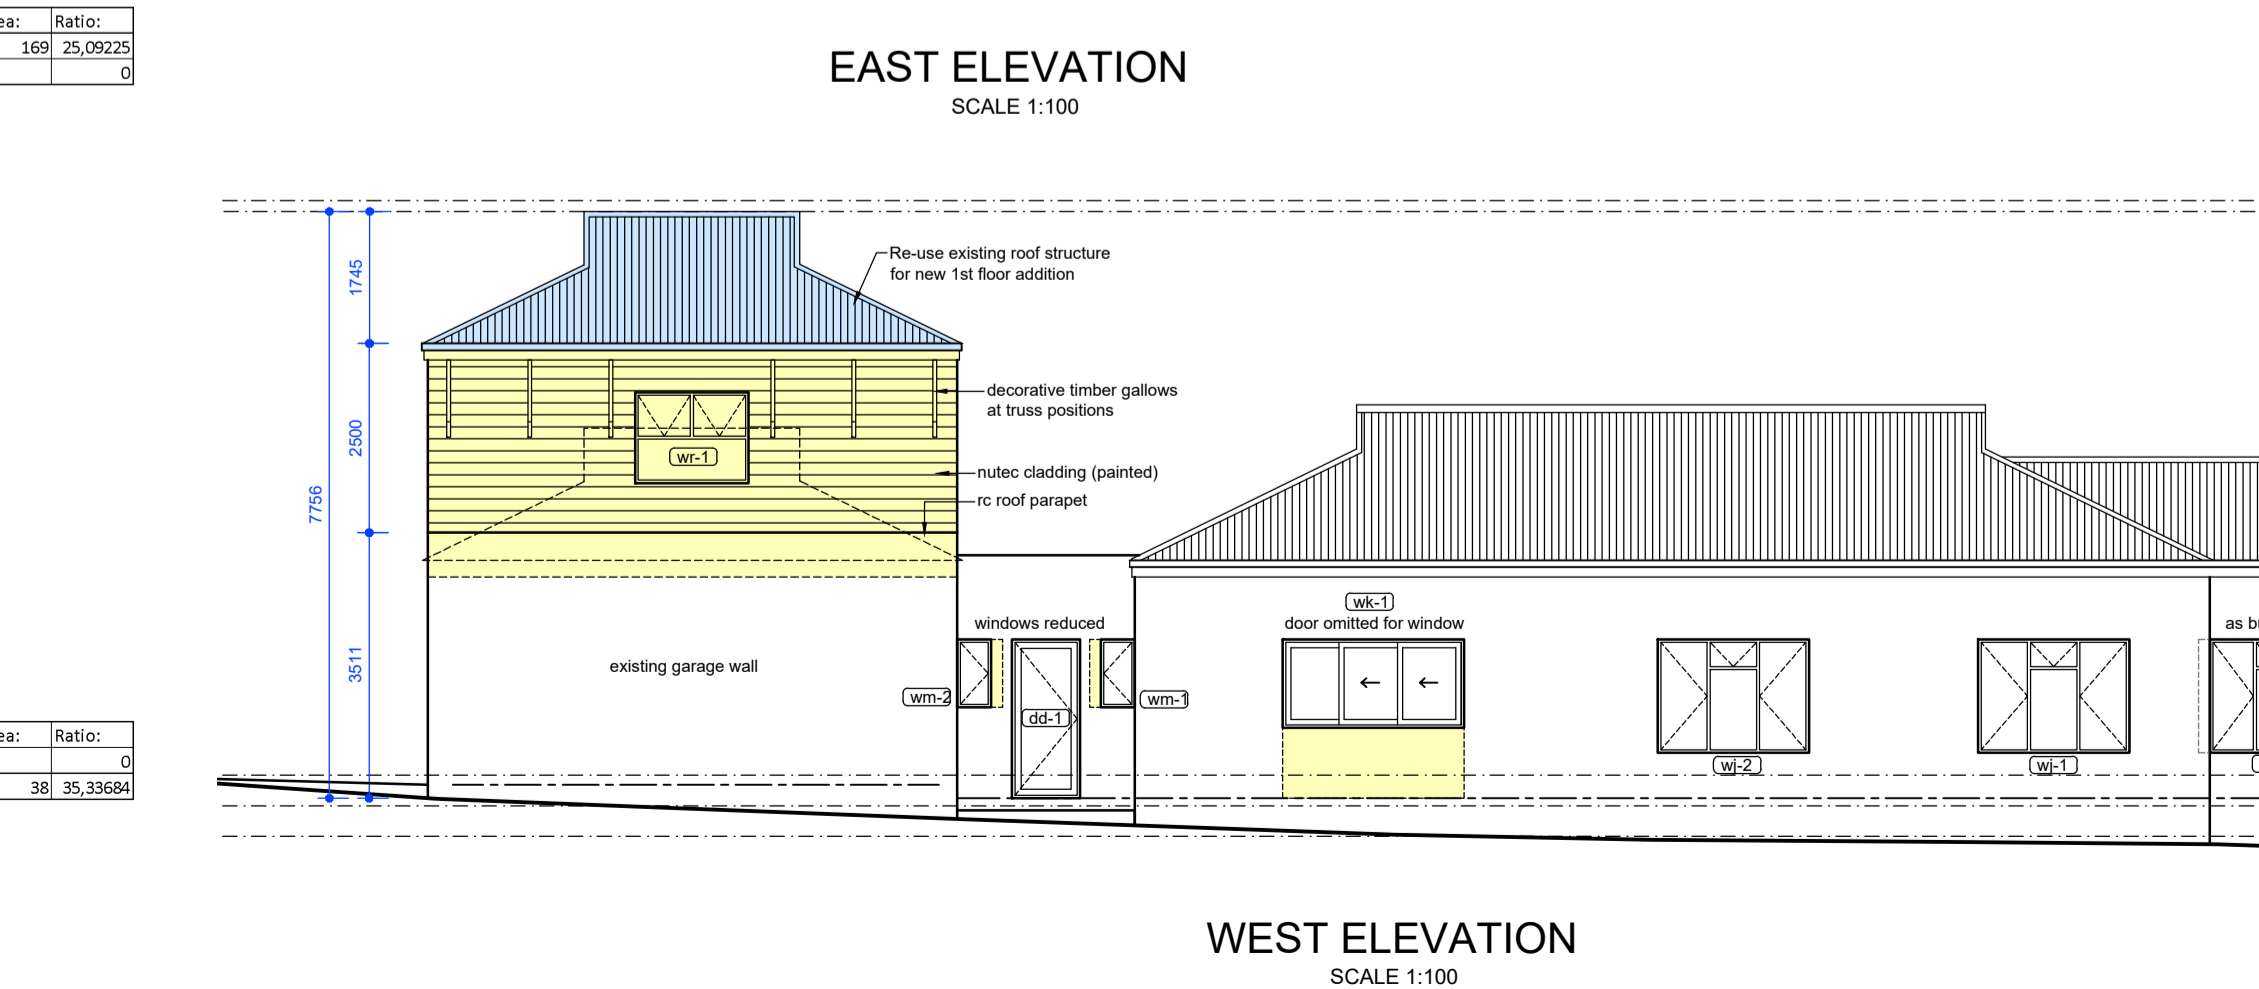 Ratio:
169 25,09225
0
EAST ELEVATION
SCALE 1:100
1745
2500
7756
3511
Re-use existing roof structure
for new 1st floor addition
decorative timber gallows
at truss positions
wr-1
nutec cladding (painted)
rc roof parapet
existing garage wall
windows reduced
wm-2
dd-1
wm-1
wk-1
door omitted for window
wj-2
wj-1
as
Ratio:
0
38 35,33684
WEST ELEVATION
SCALE 1:100